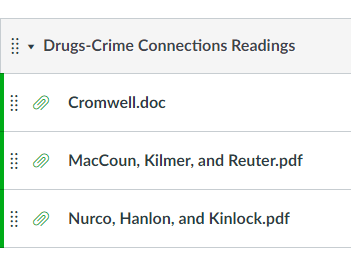 Drugs-Crime Connections Readings
Cromwell.doc
MacCoun, Kilmer, and Reuter.pdf
Nurco, Hanlon, and Kinlock.pdf